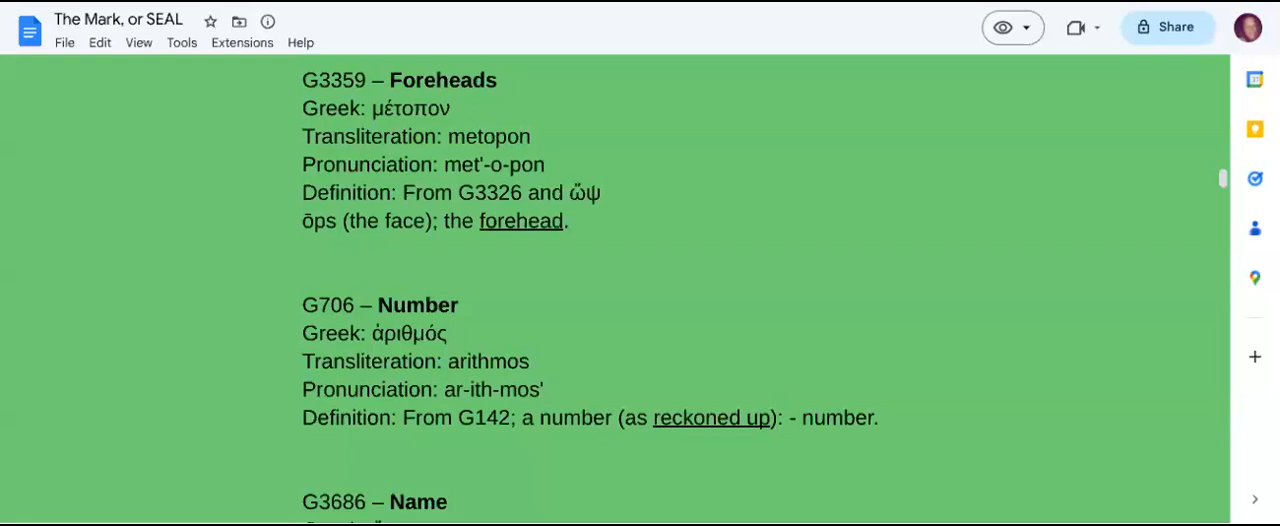 The Mark, or SEAL
File Edit View Tools Extensions Help
Share
G3359 – Foreheads
Greek: μέτοπον
Transliteration: metopon
Pronunciation: met'-o-pon
Definition: From G3326 and ὤψ
ōps (the face); the forehead.
G706 – Number
Greek: ἀριθμός
Transliteration: arithmos
Pronunciation: ar-ith-mos'
Definition: From G142; a number (as reckoned up): - number.
G3686 – Name